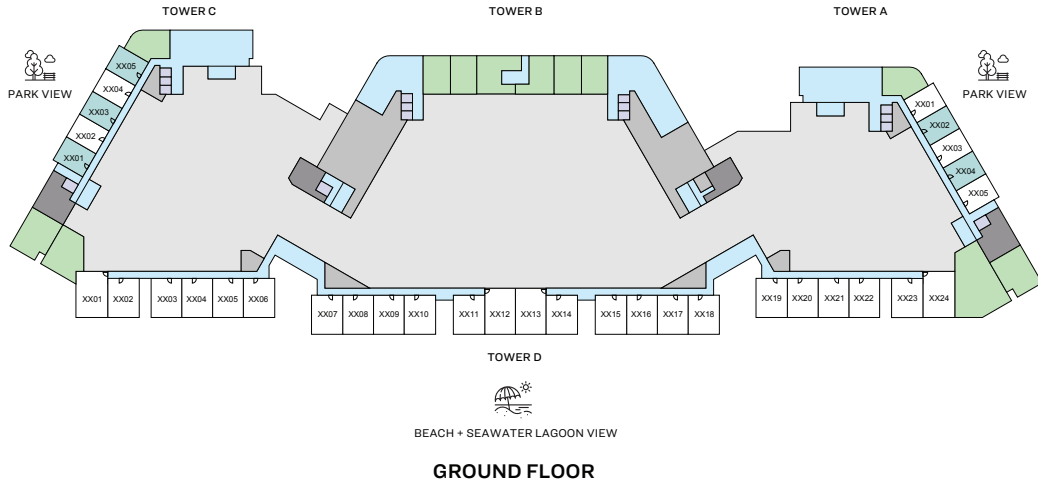 TOWER C
TOWER B
TOWER A
PARK VIEW
PARK VIEW
XX05
XX04
XX03
XX02
XX01
XX01
XX02
XX03
XX04
XX05
XX01
XX02
XX03
XX04
XX05
XX06
XX07
XX08
XX09
XX10
XX11
XX12
XX13
XX14
XX15
XX16
XX17
XX18
XX19
XX20
XX21
XX22
XX23
XX24
TOWER D
BEACH + SEAWATER LAGOON VIEW
GROUND FLOOR